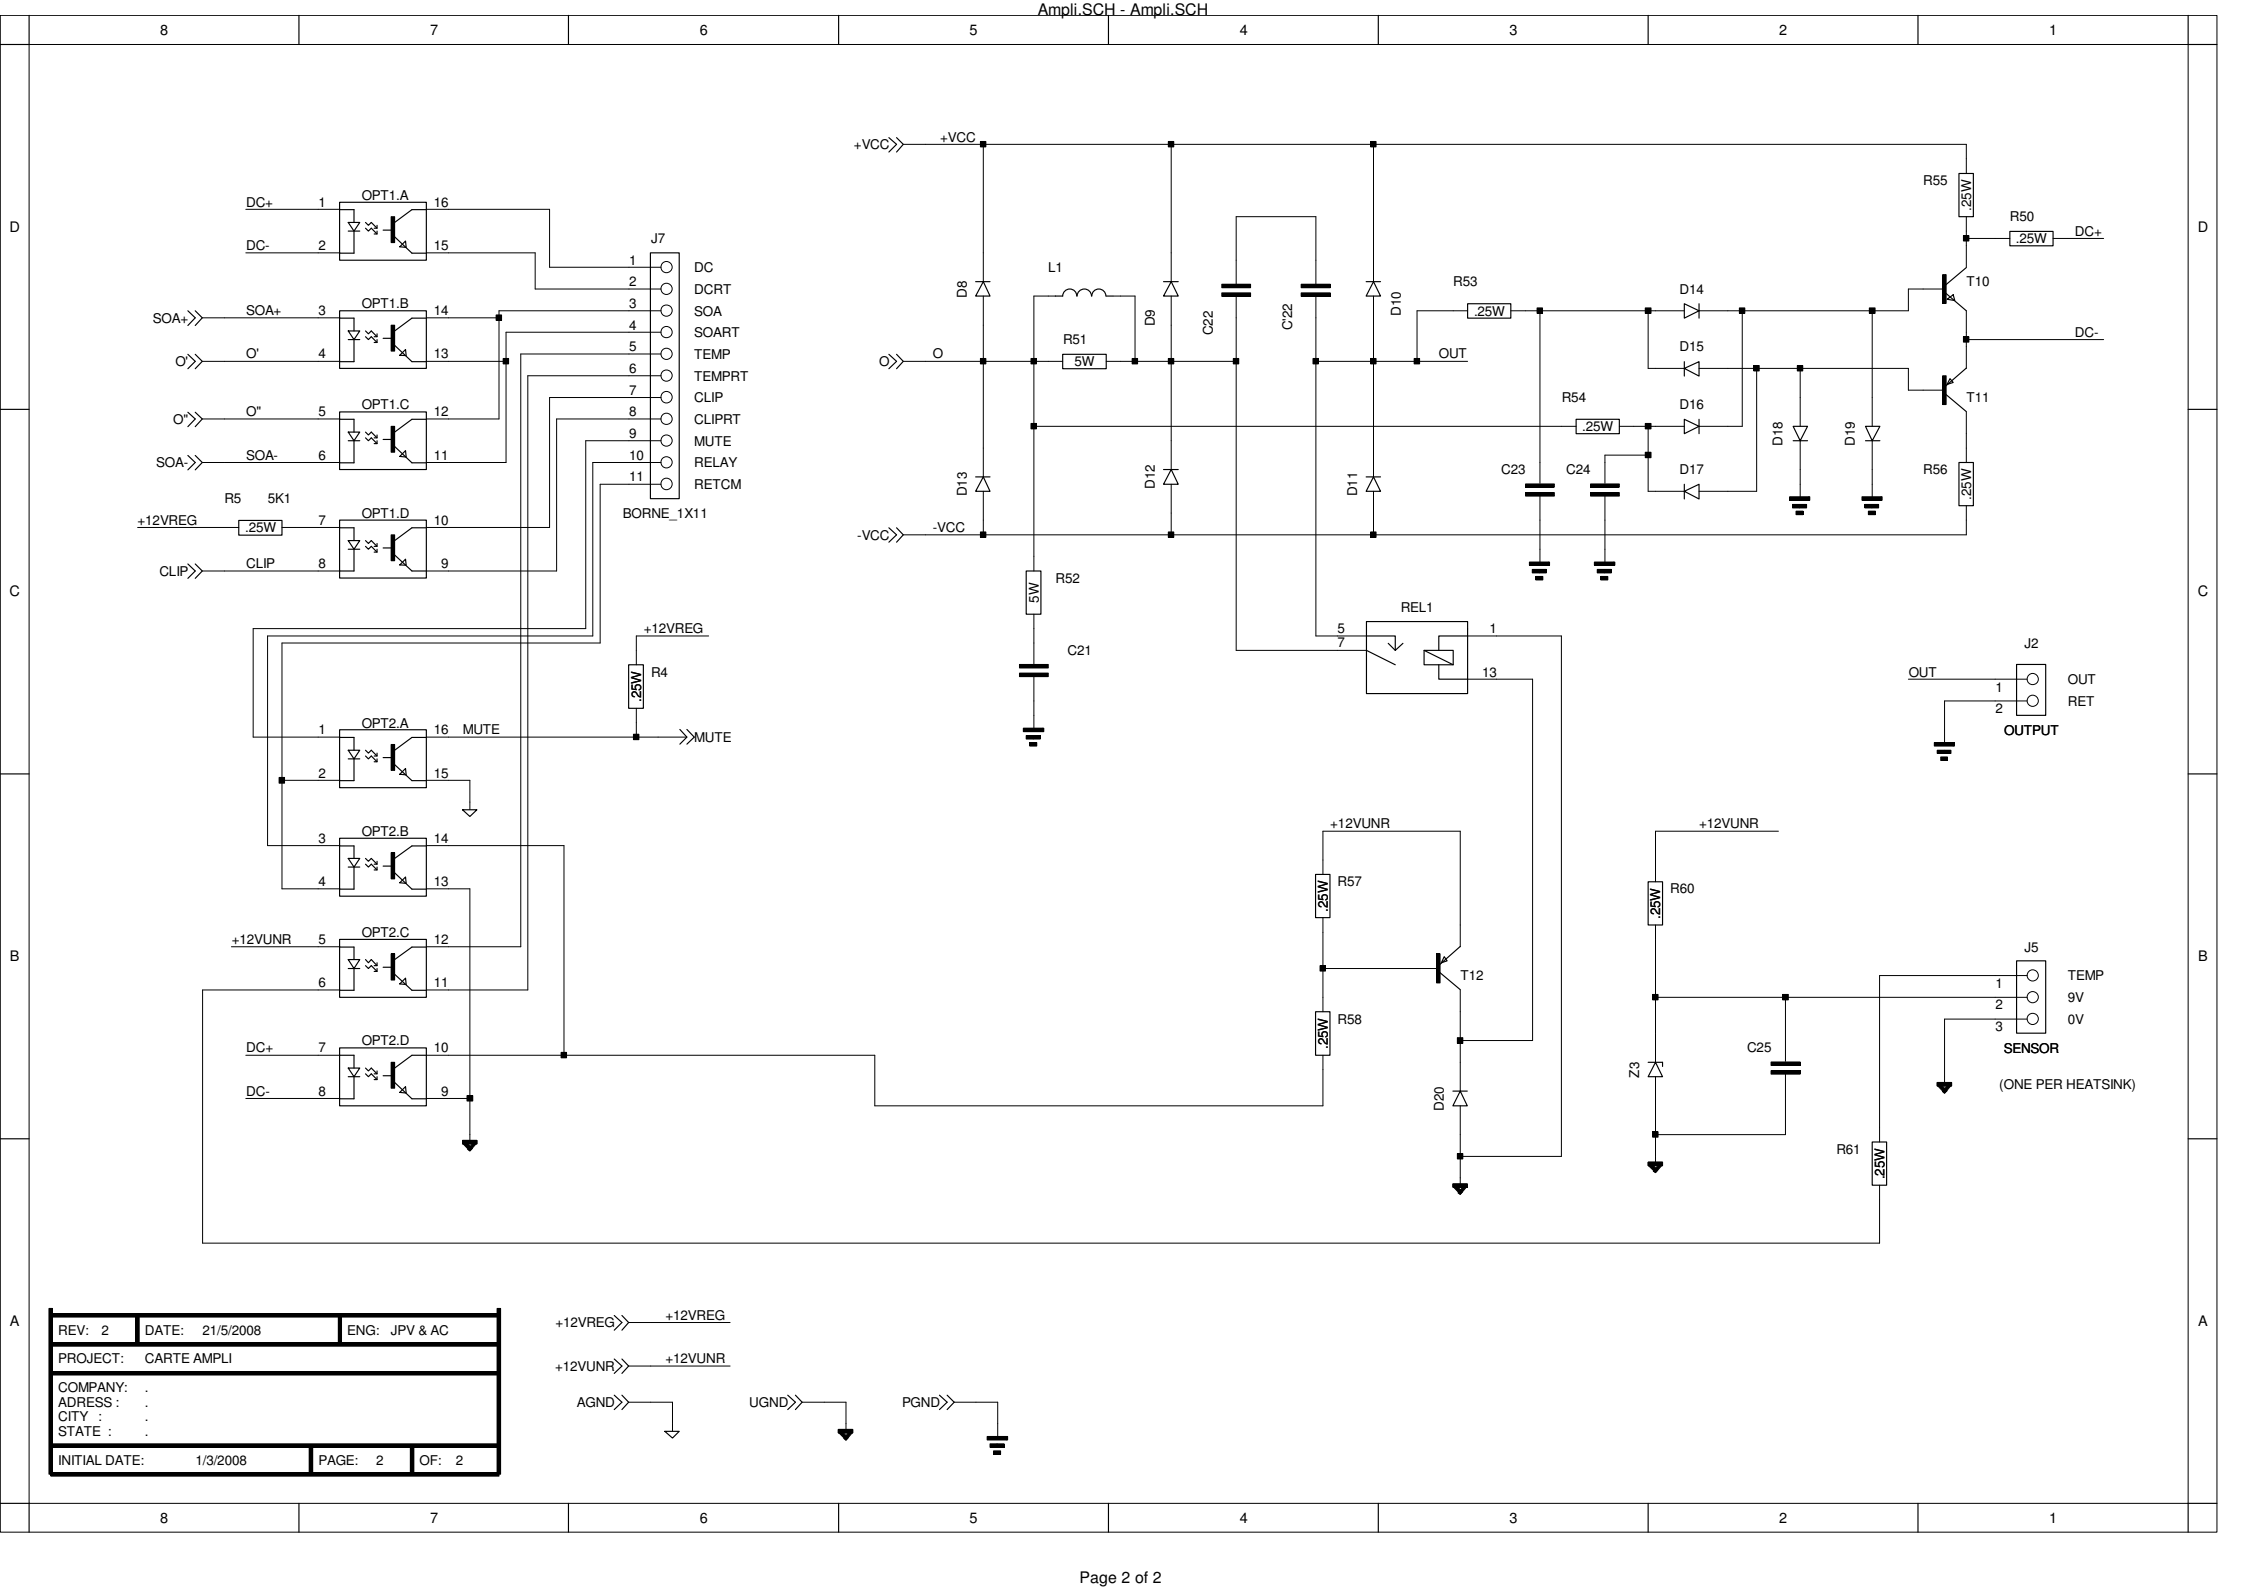 Ampli.SCH - Ampli.SCH
8 7 6 5 4 3 2 1
D D
C C
B B
A A
+VCC +VCC
OPT1.A
DC+ 1 16
DC- 2 15
OPT1.B
SOA+ SOA+ 3 14
O' O' 4 13
OPT1.C
O" O" 5 12
SOA- SOA- 6 11
R5 5K1
+12VREG .25W 7 10
OPT1.D
CLIP CLIP 8 9
J7
1 DC
2 DCRT
3 SOA
4 SOART
5 TEMP
6 TEMPRT
7 CLIP
8 CLIPRT
9 MUTE
10 RELAY
11 RETCM
BORNE_1X11
+12VREG
R4
.25W
OPT2.A
1 16 MUTE MUTE
2 15
OPT2.B
3 14
4 13
OPT2.C
+12VUNR 5 12
6 11
OPT2.D
DC+ 7 10
DC- 8 9
D8
L1
D9
C22
C'22
D10
O O
R51
5W
OUT
D13
D12
D11
-VCC -VCC
R52
5W
C21
R53
.25W
D14
D15
R54
.25W
D16
D17
C23
C24
D18
D19
R55
.25W
R50
.25W
DC+
T10
DC-
T11
R56
.25W
REL1
5 1
7 13
J2
OUT 1 OUT
2 RET
OUTPUT
+12VUNR
R57
.25W
T12
R58
.25W
D20
+12VUNR
R60
.25W
Z3
C25
J5
1 TEMP
2 9V
3 0V
SENSOR
(ONE PER HEATSINK)
R61
.25W
REV: 2 DATE: 21/5/2008 ENG: JPV & AC
PROJECT: CARTE AMPLI
COMPANY: .
ADRESS : .
CITY : .
STATE : .
INITIAL DATE: 1/3/2008 PAGE: 2 OF: 2
+12VREG +12VREG
+12VUNR +12VUNR
AGND UGND PGND
8 7 6 5 4 3 2 1
Page 2 of 2